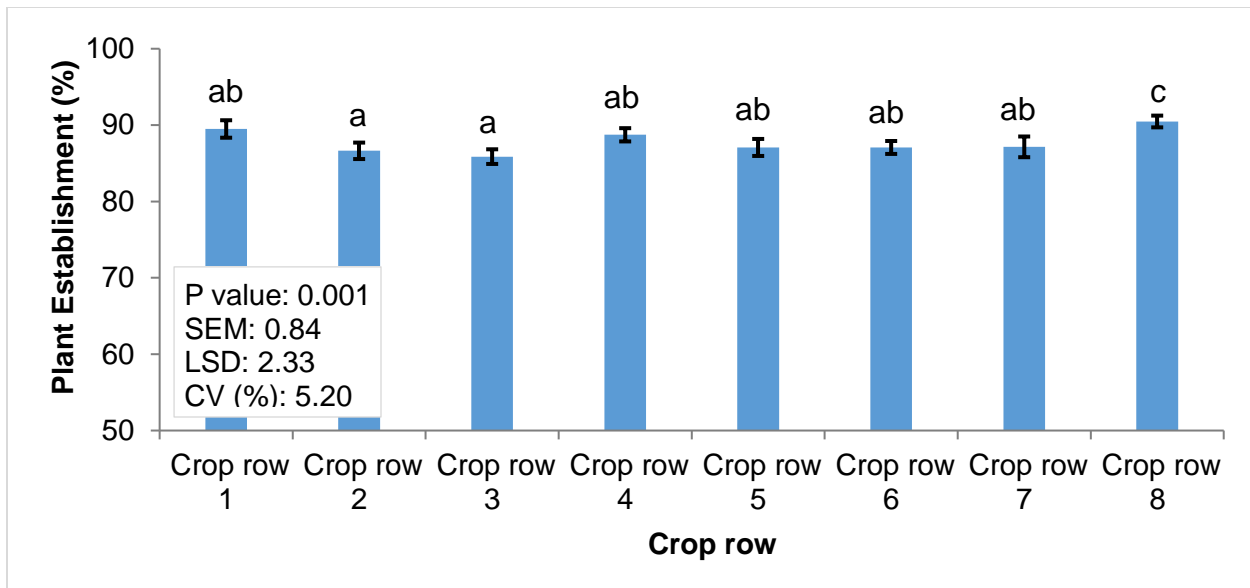 Plant Establishment (%)
100
90
80
70
60
50
ab
a
a
ab
ab
ab
ab
c
P value: 0.001
SEM: 0.84
LSD: 2.33
CV (%): 5.20
Crop row 1
Crop row 2
Crop row 3
Crop row 4
Crop row 5
Crop row 6
Crop row 7
Crop row 8
Crop row